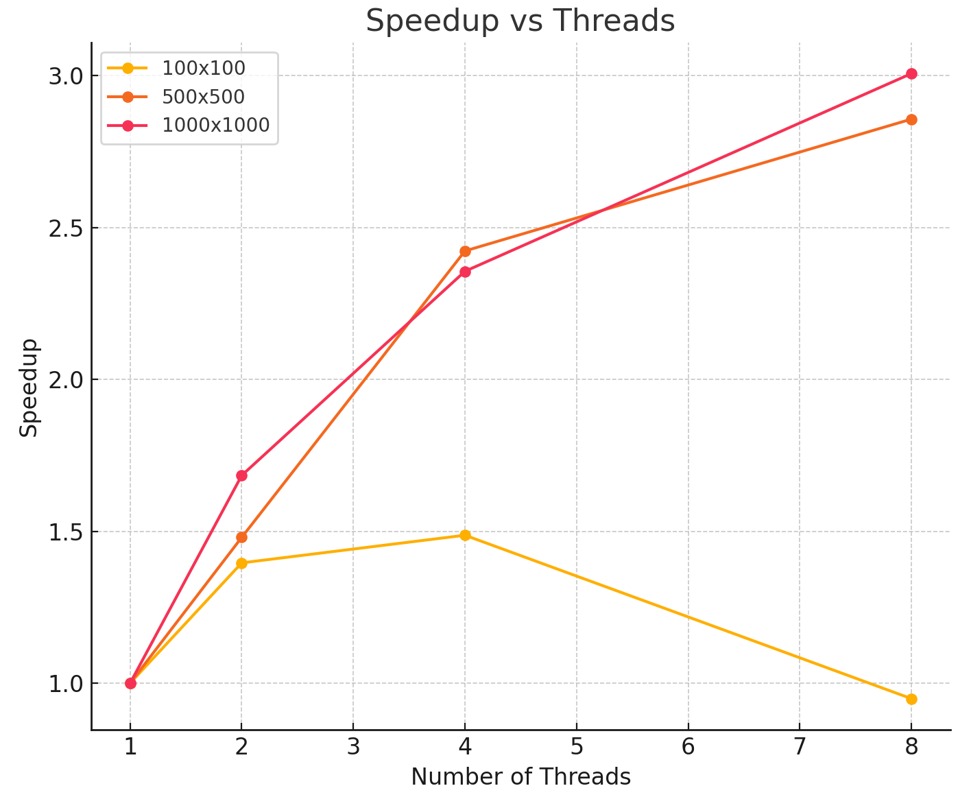 Speedup vs Threads
100x100
500x500
1000x1000
3.0
2.5
2.0
1.5
1.0
Speedup
1 2 3 4 5 6 7 8
Number of Threads